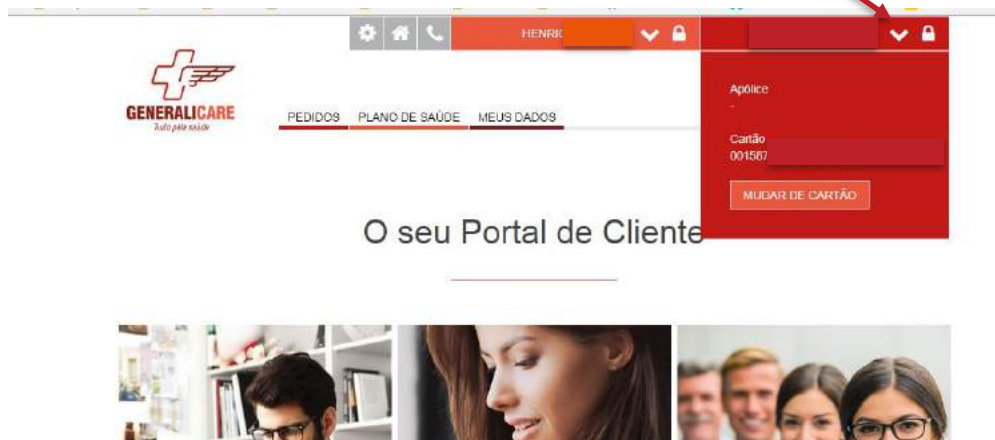 HENRIC
GENERALICARE
Tudo pela saúde
PEDIDOS PLANO DE SAÚDE MEUS DADOS
Apólice
-
Cartão
001587
MUDAR DE CARTÃO
O seu Portal de Cliente